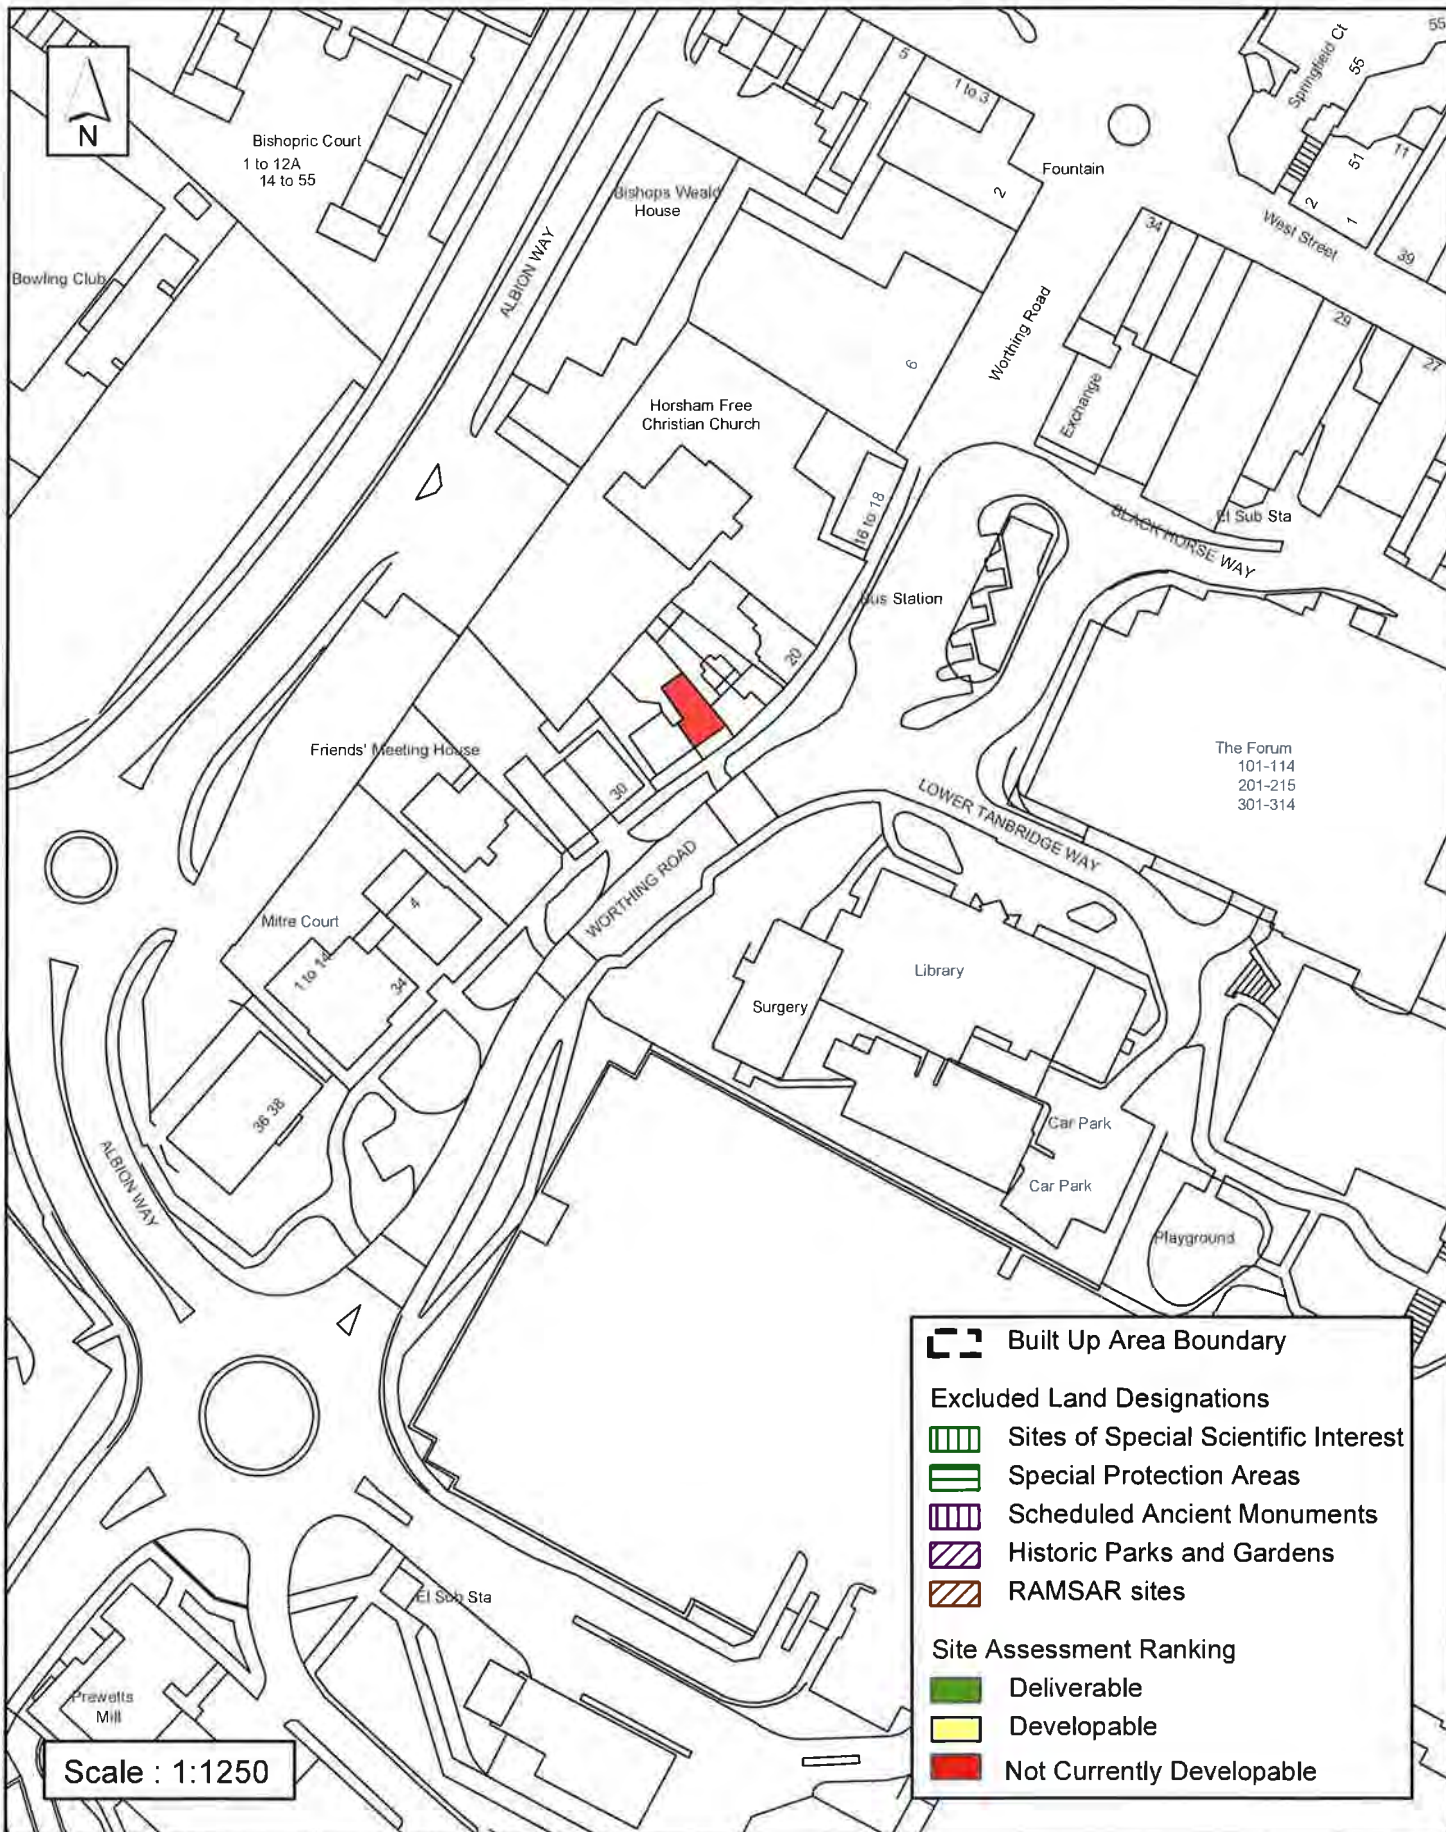 N
Bishopric Court
1 to 12A
14 to 55
Bowling Club
ALBION WAY
Bishops Weald
House
5
1 to 3
2
Fountain
Springfield Ct
55
55
51
11
2
1
West Street
39
34
29
27
Worthing Road
6
Exchange
Horsham Free
Christian Church
16 to 18
El Sub Sta
BLACK HORSE WAY
Bus Station
20
Friends' Meeting House
30
The Forum
101-114
201-215
301-314
LOWER TANBRIDGE WAY
WORTHING ROAD
Mitre Court
4
1 to 14
34
Library
Surgery
36 38
Car Park
Car Park
ALBION WAY
Playground
El Sub Sta
Prewetts
Mill
Scale : 1:1250
Built Up Area Boundary
Excluded Land Designations
Sites of Special Scientific Interest
Special Protection Areas
Scheduled Ancient Monuments
Historic Parks and Gardens
RAMSAR sites
Site Assessment Ranking
Deliverable
Developable
Not Currently Developable